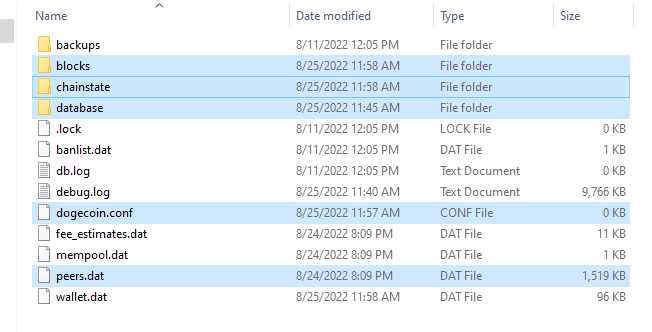 Name Date modified Type Size
backups 8/11/2022 12:05 PM File folder
blocks 8/25/2022 11:58 AM File folder
chainstate 8/25/2022 11:58 AM File folder
database 8/25/2022 11:45 AM File folder
.lock 8/11/2022 12:05 PM LOCK File 0 KB
banlist.dat 8/11/2022 12:05 PM DAT File 1 KB
db.log 8/11/2022 12:05 PM Text Document 0 KB
debug.log 8/25/2022 11:40 AM Text Document 9,766 KB
dogecoin.conf 8/25/2022 11:57 AM CONF File 0 KB
fee_estimates.dat 8/24/2022 8:09 PM DAT File 11 KB
mempool.dat 8/24/2022 8:09 PM DAT File 1 KB
peers.dat 8/24/2022 8:09 PM DAT File 1,519 KB
wallet.dat 8/25/2022 11:58 AM DAT File 96 KB